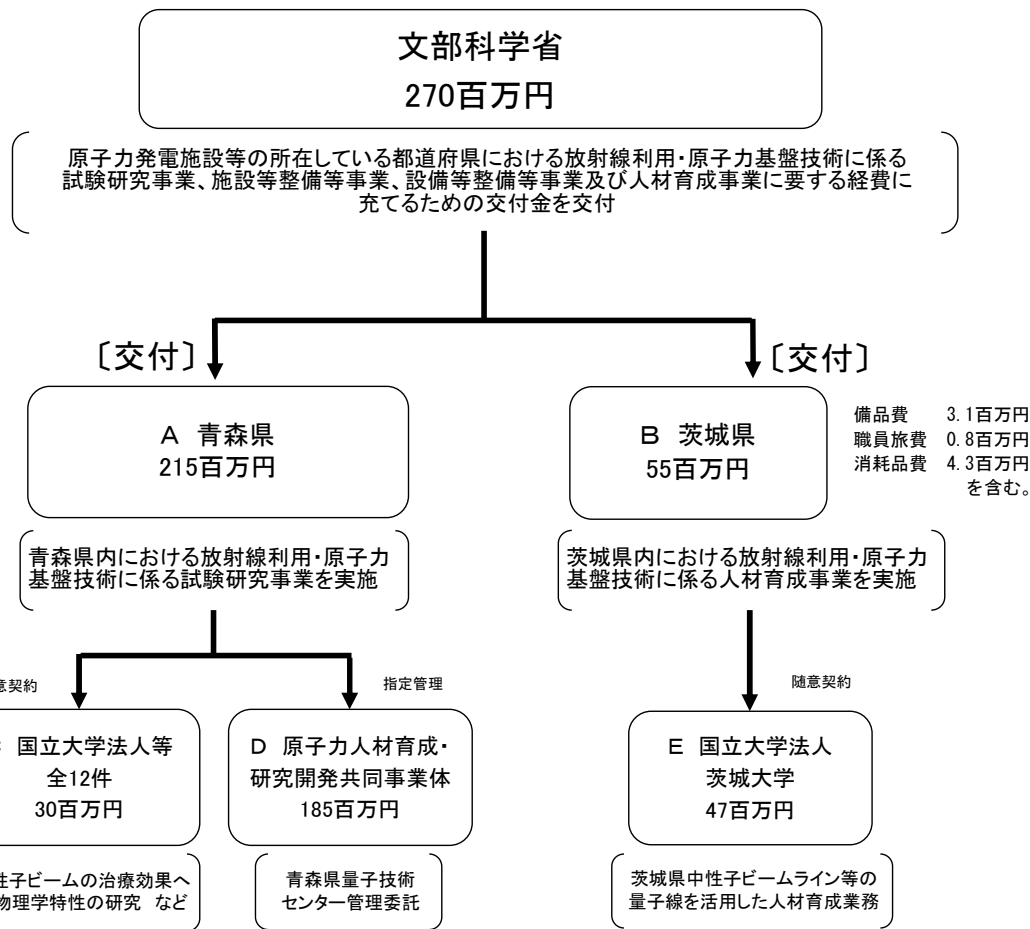 文部科学省
270百万円
原子力発電施設等の所在している都道府県における放射線利用・原子力基盤技術に係る
試験研究事業、施設等整備等事業、設備等整備等事業及び人材育成事業に要する経費に
充てるための交付金を交付
〔交付〕
〔交付〕
A 青森県
215百万円
B 茨城県
55百万円
備品費 3.1百万円
職員旅費 0.8百万円
消耗品費 4.3百万円
を含む。
青森県内における放射線利用・原子力
基盤技術に係る試験研究事業を実施
茨城県内における放射線利用・原子力
基盤技術に係る人材育成事業を実施
意契約
指定管理
随意契約
国立大学法人等
全12件
30百万円
D 原子力人材育成・
研究開発共同事業体
185百万円
E 国立大学法人
茨城大学
47百万円
性子ビームの治療効果へ
物理学特性の研究 など
青森県量子技術
センター管理委託
茨城県中性子ビームライン等の
量子線を活用した人材育成業務